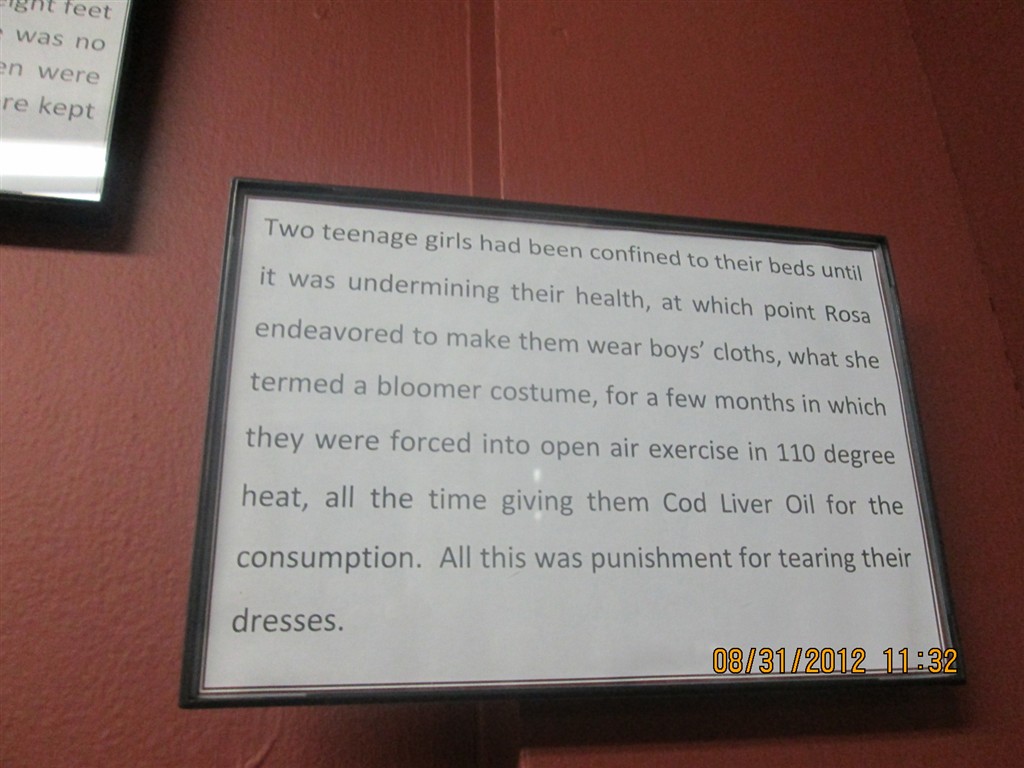 ight feet
was no
en were
re kept
Two teenage girls had been confined to their beds until
it was undermining their health, at which point Rosa
endeavored to make them wear boys’ cloths, what she
termed a bloomer costume, for a few months in which
they were forced into open air exercise in 110 degree
heat, all the time giving them Cod Liver Oil for the
consumption. All this was punishment for tearing their
dresses.
08/31/2012 11:32